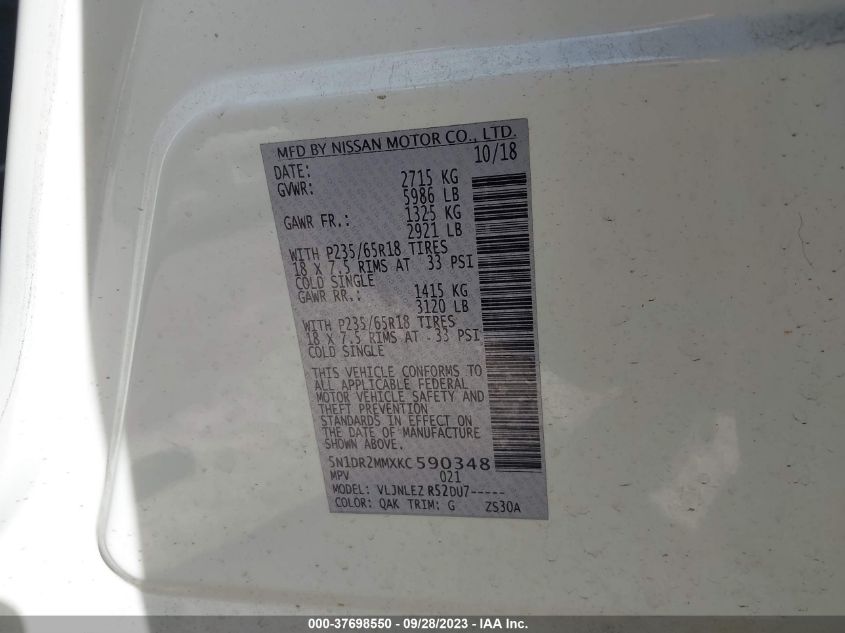 MFD BY NISSAN MOTOR CO., LTD.
DATE: 10/18
GVWR: 2715 KG
5986 LB
GAWR FR.: 1325 KG
2921 LB
WITH P235/65R18 TIRES
18 X 7.5 RIMS AT 33 PSI
COLD SINGLE
GAWR RR.: 1415 KG
3120 LB
WITH P235/65R18 TIRES
18 X 7.5 RIMS AT 33 PSI
COLD SINGLE
THIS VEHICLE CONFORMS TO
ALL APPLICABLE FEDERAL
MOTOR VEHICLE SAFETY AND
THEFT PREVENTION
STANDARDS IN EFFECT ON
THE DATE OF MANUFACTURE
SHOWN ABOVE.
5N1DR2MMXKC590348
MPV 021
MODEL: VLJNLEZ R52DU7-----
COLOR: QAK TRIM: G ZS30A
000-37698550 - 09/28/2023 - IAA Inc.